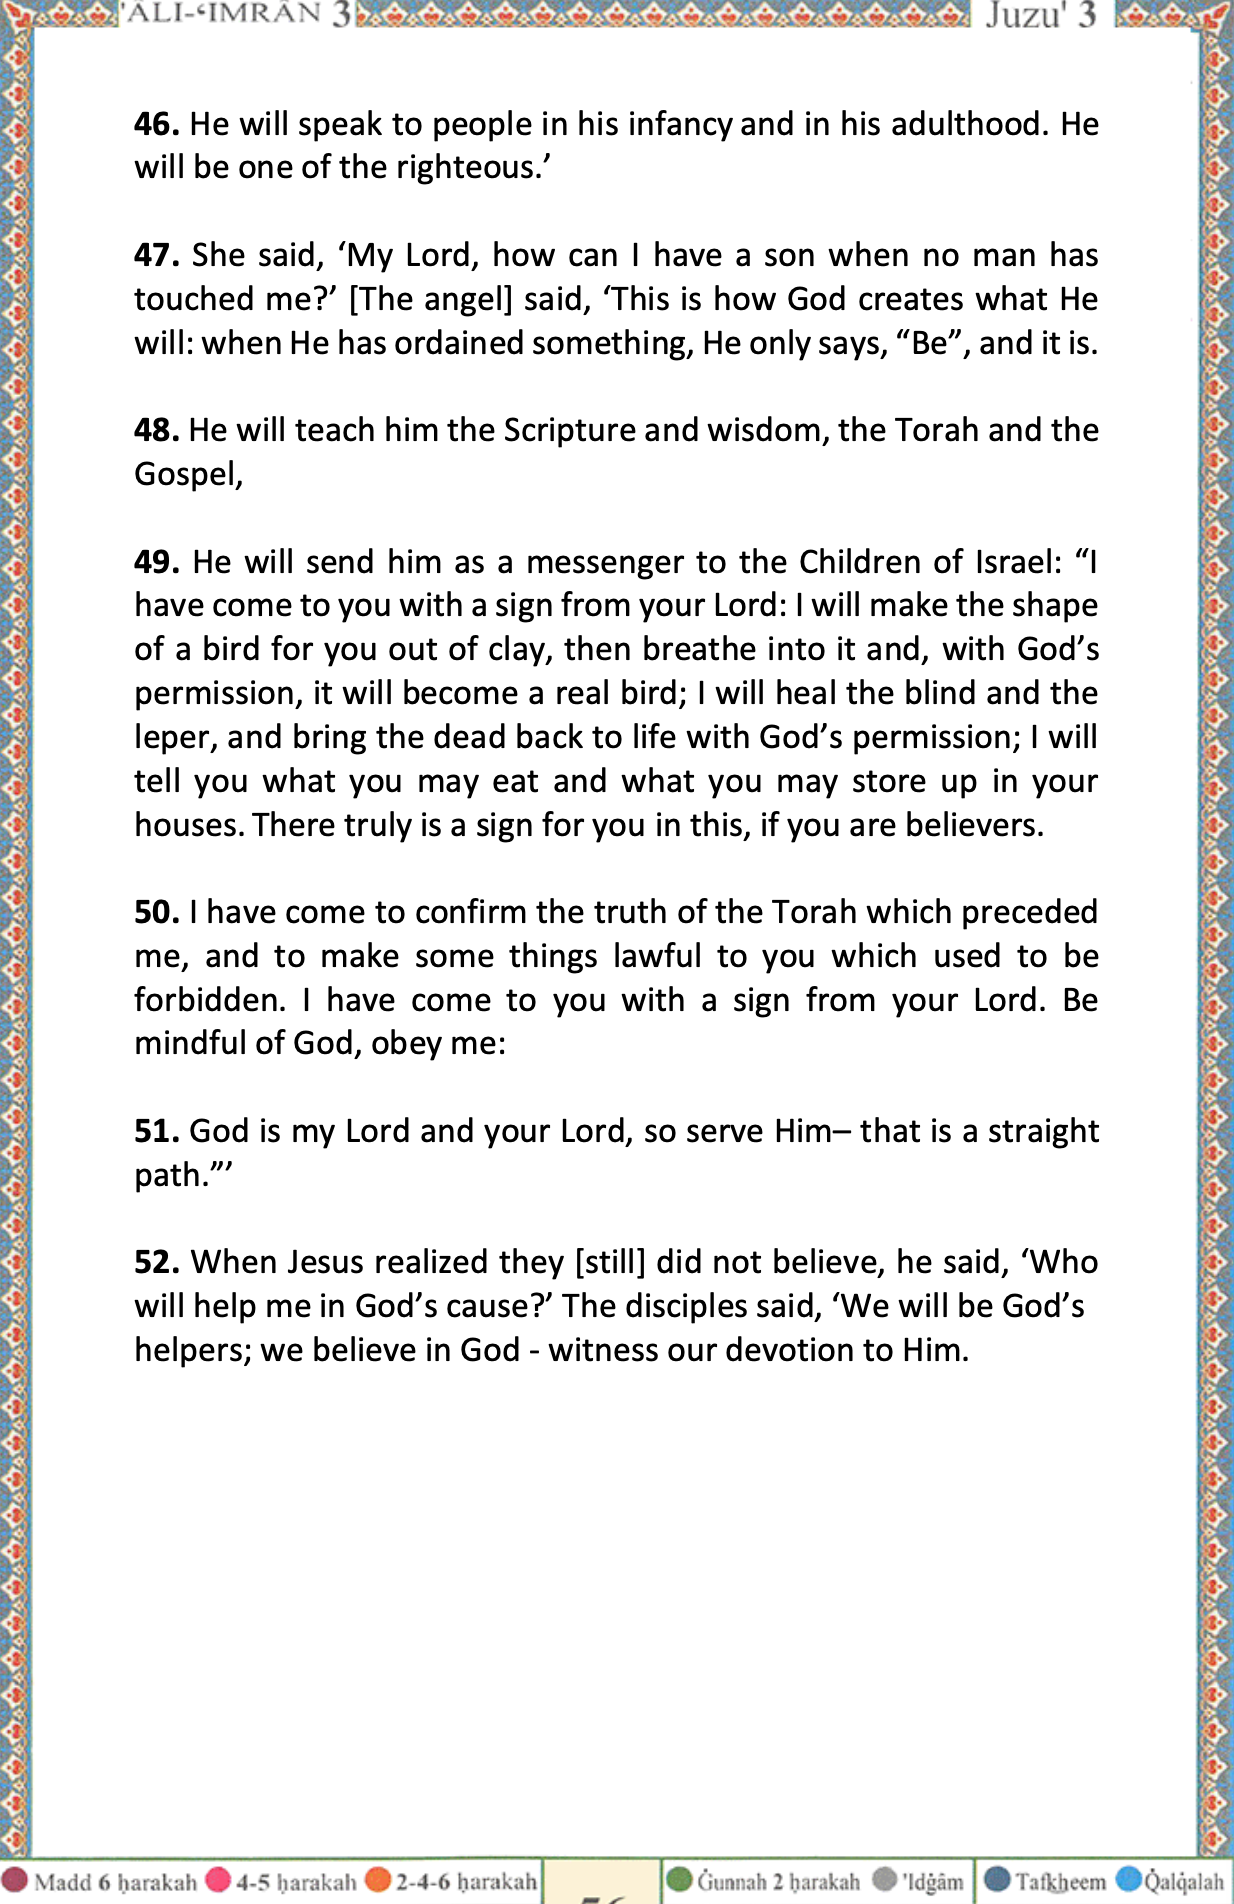 'ÂLI-‘IMRÂN 3 Juzu' 3
46. He will speak to people in his infancy and in his adulthood. He
will be one of the righteous.’
47. She said, ‘My Lord, how can I have a son when no man has
touched me?’ [The angel] said, ‘This is how God creates what He
will: when He has ordained something, He only says, “Be”, and it is.
48. He will teach him the Scripture and wisdom, the Torah and the
Gospel,
49. He will send him as a messenger to the Children of Israel: “I
have come to you with a sign from your Lord: I will make the shape
of a bird for you out of clay, then breathe into it and, with God’s
permission, it will become a real bird; I will heal the blind and the
leper, and bring the dead back to life with God’s permission; I will
tell you what you may eat and what you may store up in your
houses. There truly is a sign for you in this, if you are believers.
50. I have come to confirm the truth of the Torah which preceded
me, and to make some things lawful to you which used to be
forbidden. I have come to you with a sign from your Lord. Be
mindful of God, obey me:
51. God is my Lord and your Lord, so serve Him– that is a straight
path.”’
52. When Jesus realized they [still] did not believe, he said, ‘Who
will help me in God’s cause?’ The disciples said, ‘We will be God’s
helpers; we believe in God - witness our devotion to Him.
Madd 6 ḥarakah 4-5 ḥarakah 2-4-6 ḥarakah Ġunnah 2 ḥarakah 'Idġâm Tafkheem Q̇alq̇alah